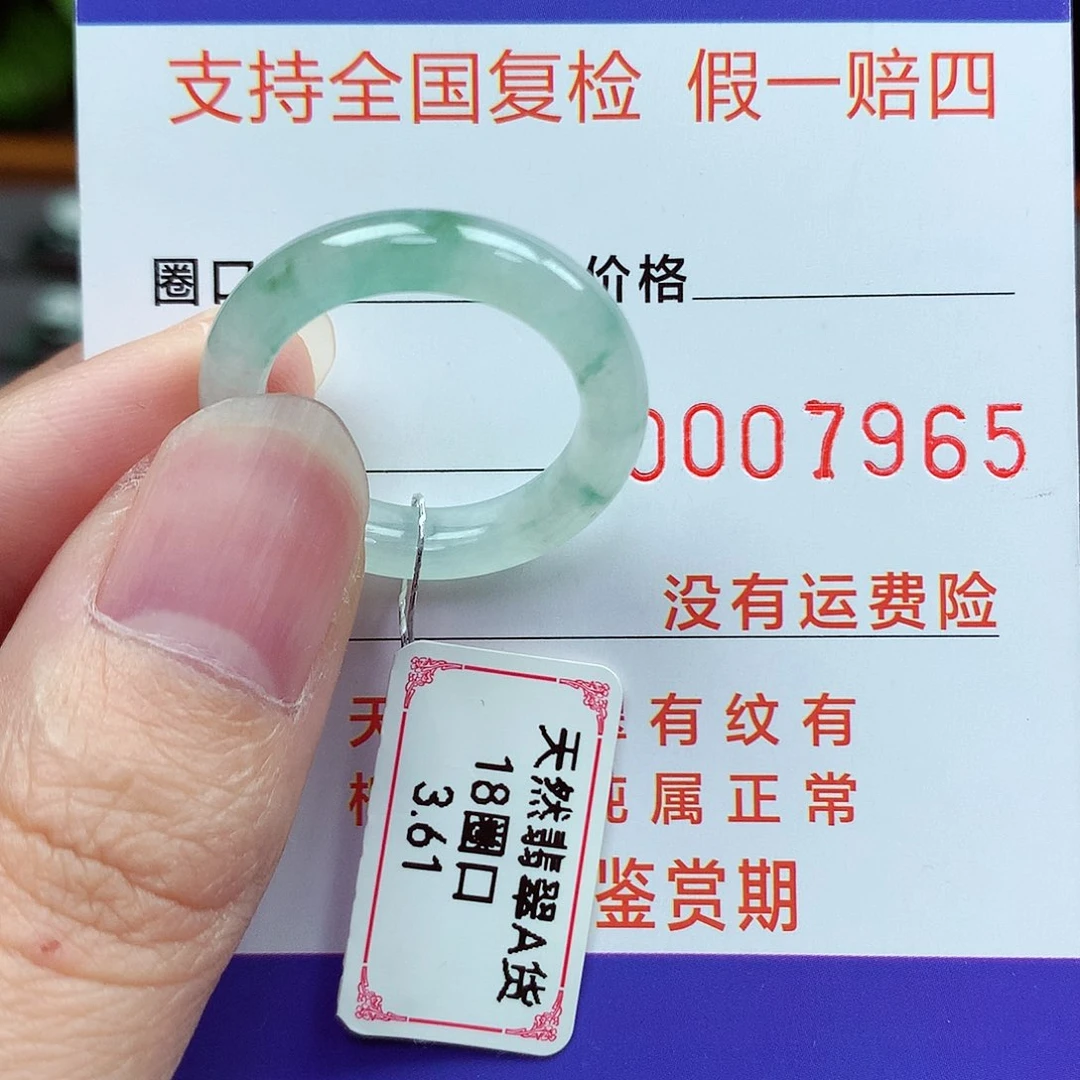 支持全国复检 假一赔四
圈口 价格
0007965
没有运费险
天 有纹有
纯属正常
鉴赏期
天然翡翠A货
18圈口
3.61